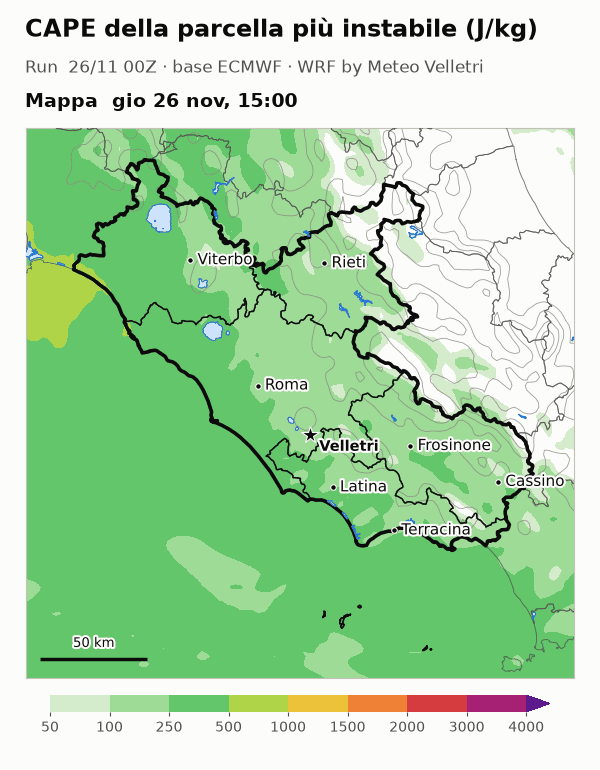 CAPE della parcella più instabile (J/kg)
Run  26/11 00Z · base ECMWF · WRF by Meteo Velletri
Mappa  gio 26 nov, 15:00
Viterbo
Rieti
Roma
Velletri
Frosinone
Cassino
Latina
Terracina
50 km
50 100 250 500 1000 1500 2000 3000 4000